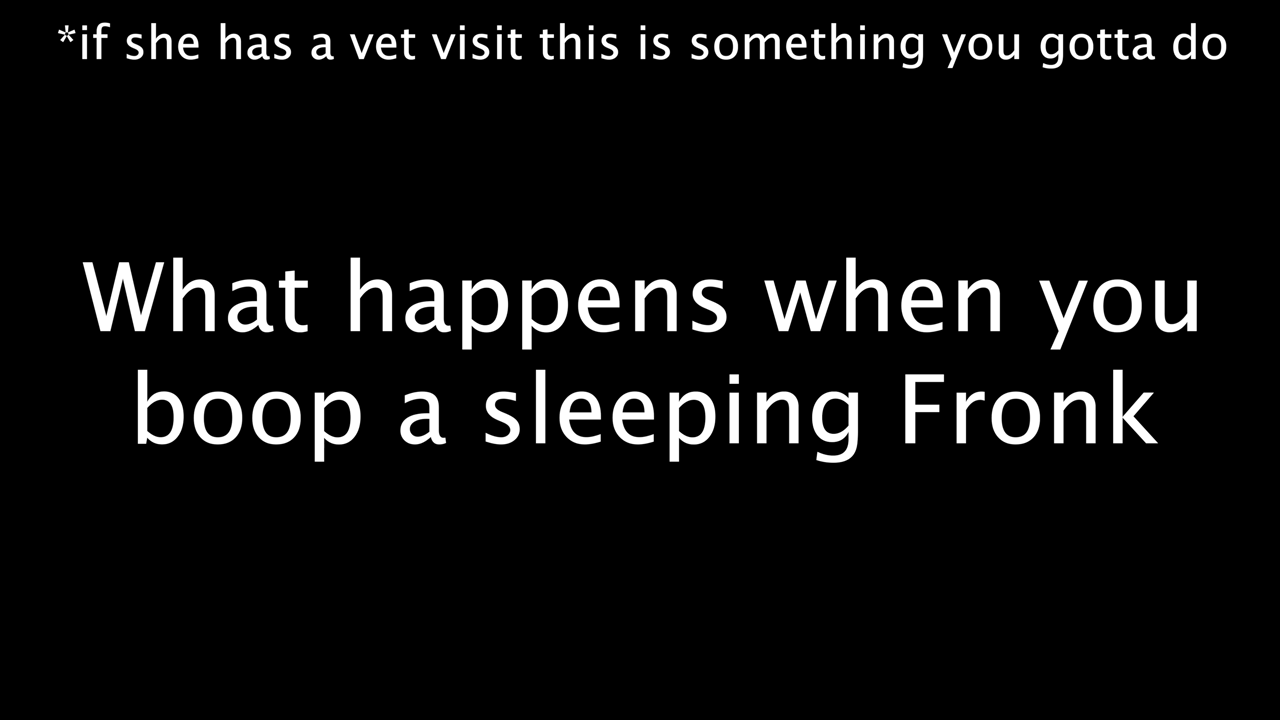 *if she has a vet visit this is something you gotta do
What happens when you
boop a sleeping Fronk